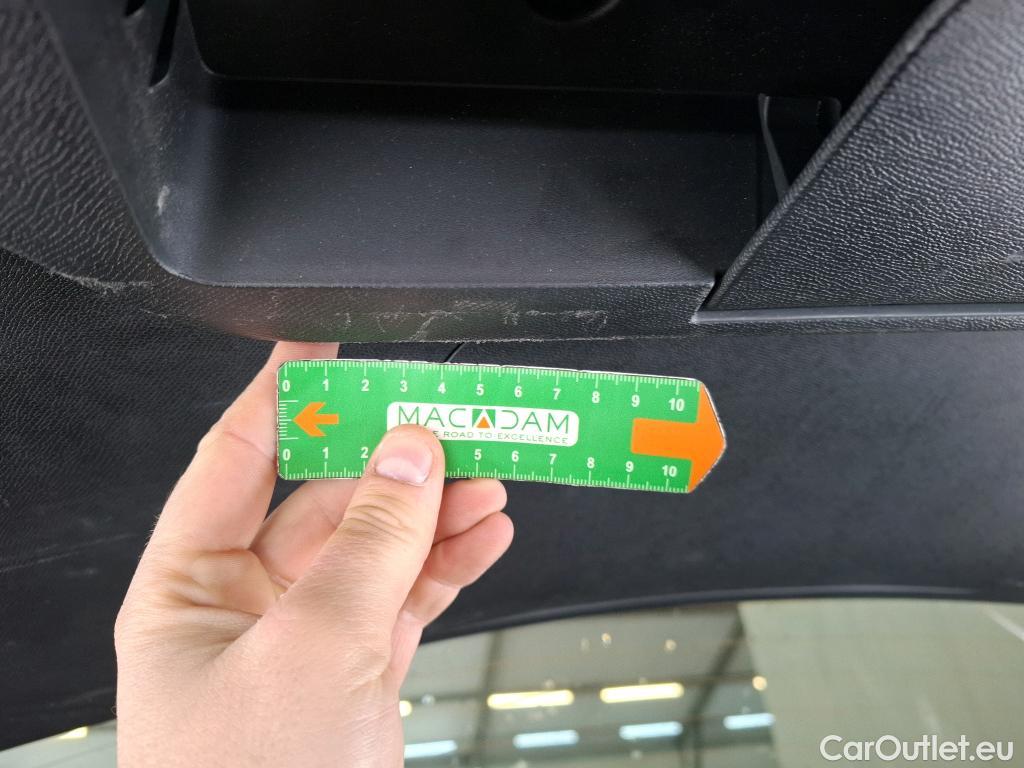 0 1 2 3 4 5 6 7 8 9 10
MACADAM
E ROAD TO EXCELLENCE
0 1 2 5 6 7 8 9 10
CarOutlet.eu